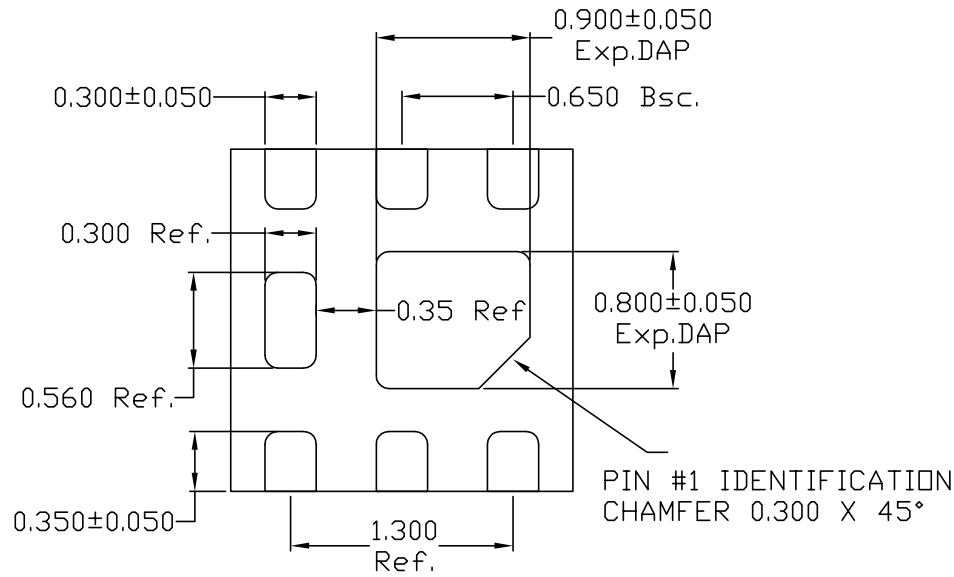 0.900±0.050
Exp.DAP
0.300±0.050
0.650 Bsc.
0.300 Ref.
0.35 Ref
0.800±0.050
Exp.DAP
0.560 Ref.
PIN #1 IDENTIFICATION
CHAMFER 0.300 X 45°
0.350±0.050
1.300
Ref.